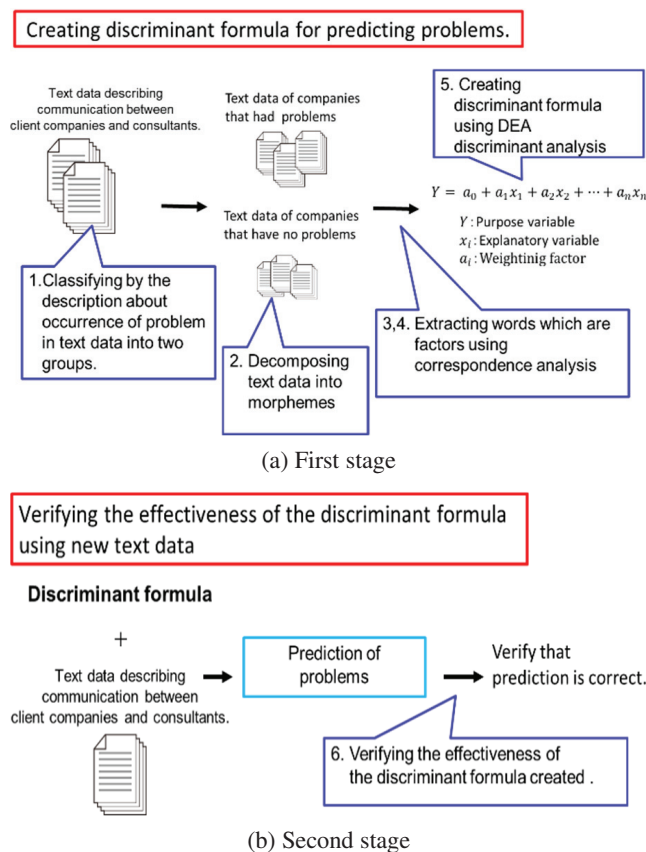 Creating discriminant formula for predicting problems.
Text data describing
communication between
client companies and consultants.
Text data of companies
that had problems
Text data of companies
that have no problems
5. Creating
discriminant formula
using DEA
discriminant analysis
Y = a₀ + a₁x₁ + a₂x₂ + ⋯ + aₙxₙ
Y : Purpose variable
xᵢ : Explanatory variable
aᵢ : Weightinig factor
1.Classifying by the
description about
occurrence of problem
in text data into two
groups.
2. Decomposing
text data into
morphemes
3,4. Extracting words which are
factors using
correspondence analysis
(a) First stage
Verifying the effectiveness of the discriminant formula
using new text data
Discriminant formula
+
Text data describing
communication between
client companies and consultants.
Prediction of
problems
Verify that
prediction is correct.
6. Verifying the effectiveness of
the discriminant formula created .
(b) Second stage